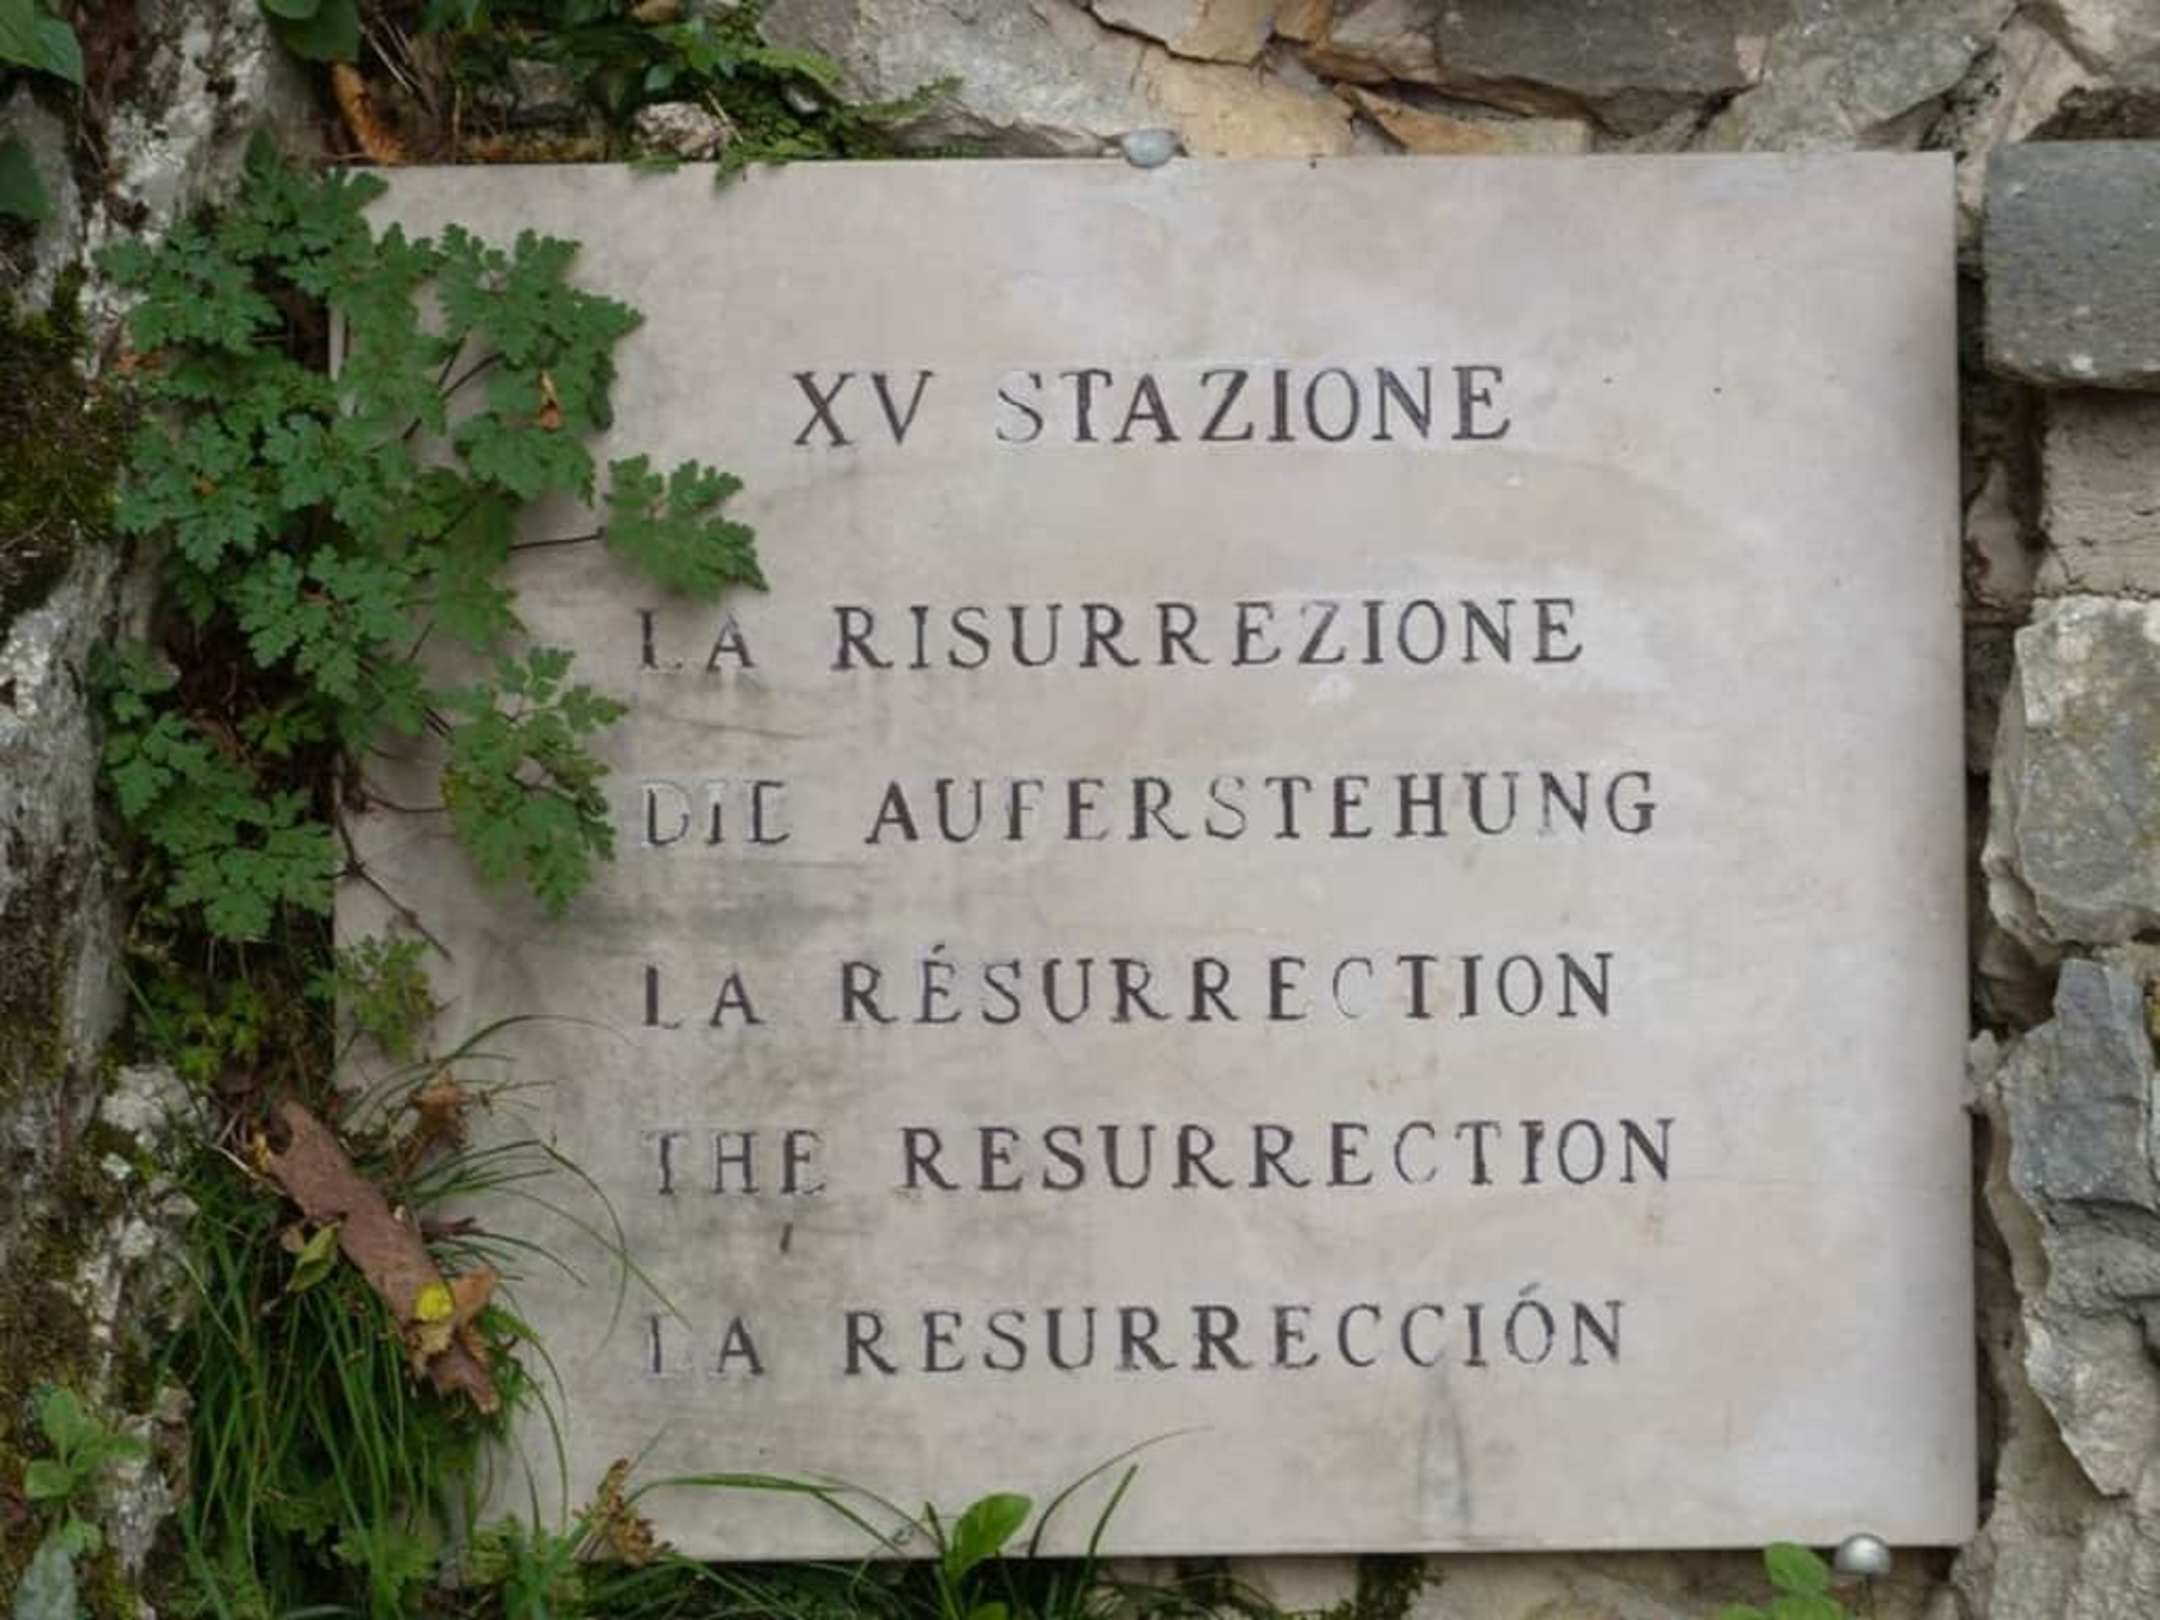 XV STAZIONE
LA RISURREZIONE
DIE AUFERSTEHUNG
LA RÉSURRECTION
THE RESURRECTION
LA RESURRECCIÓN